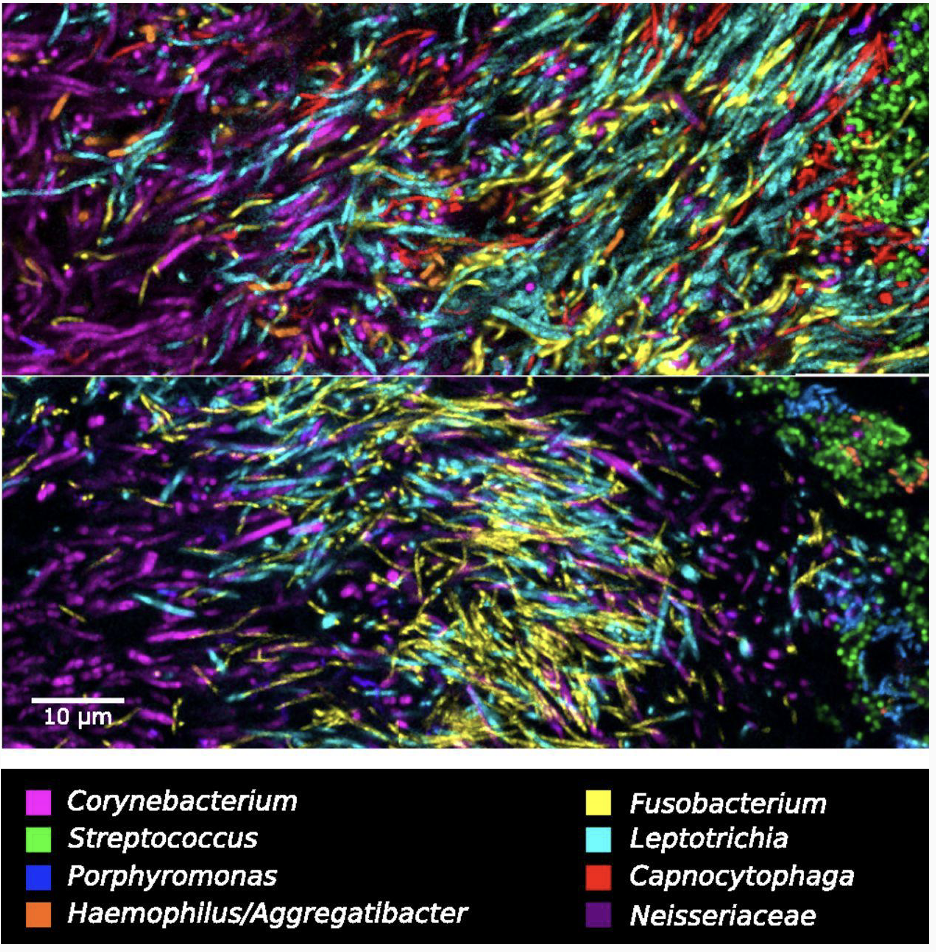 10 µm
Corynebacterium
Streptococcus
Porphyromonas
Haemophilus/Aggregatibacter
Fusobacterium
Leptotrichia
Capnocytophaga
Neisseriaceae